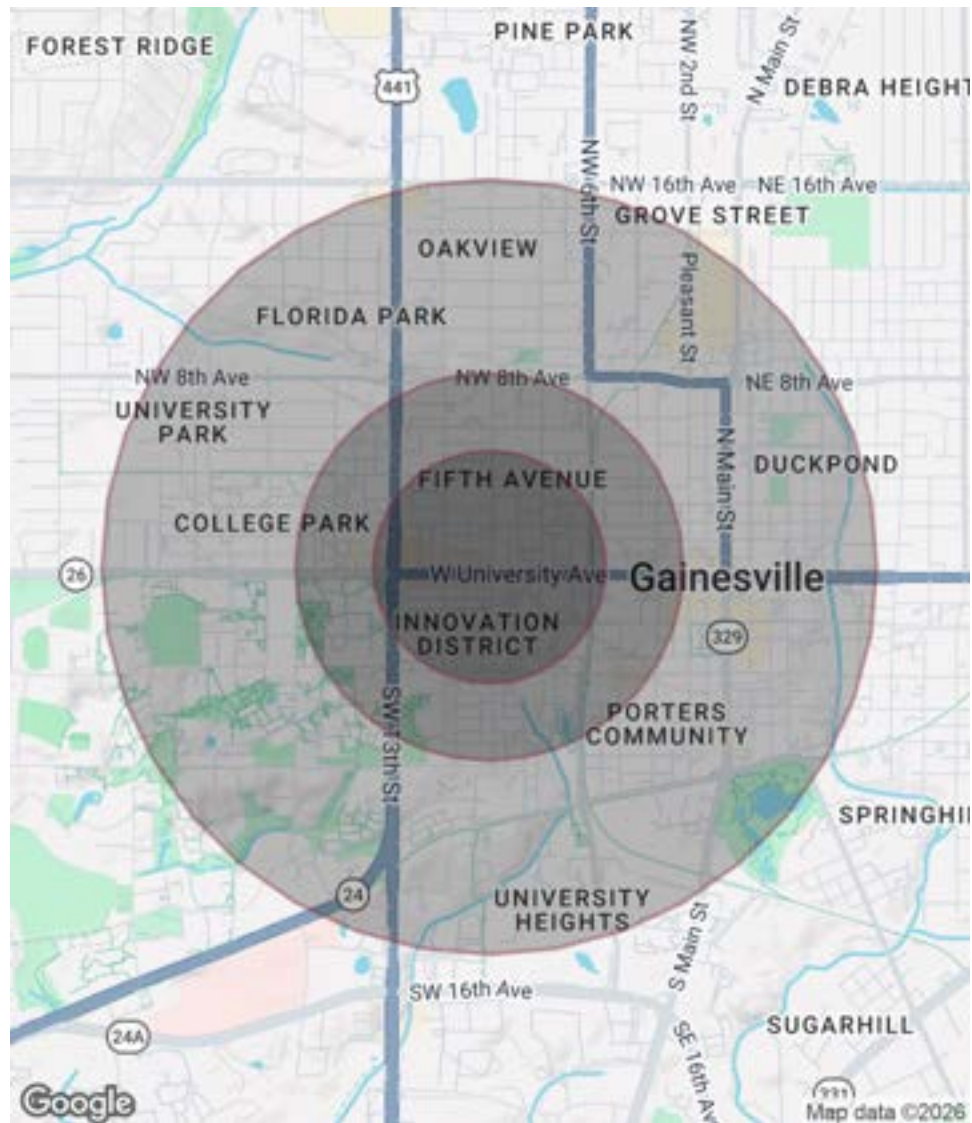 PINE PARK
FOREST RIDGE
NW 2nd St
N Main St
441
DEBRA HEIGHT
NW 6th St
NW 16th Ave
NE 16th Ave
GROVE STREET
OAKVIEW
Pleasant St
FLORIDA PARK
NW 8th Ave
NW 8th Ave
NE 8th Ave
UNIVERSITY
PARK
N Main St
DUCKPOND
FIFTH AVENUE
COLLEGE PARK
26
W University Ave
Gainesville
INNOVATION
DISTRICT
329
SW 13th St
PORTERS
COMMUNITY
SPRINGHI
24
UNIVERSITY
HEIGHTS
S Main St
SW 16th Ave
24A
SUGARHILL
SE 16th Av
331
Google
Map data ©2026